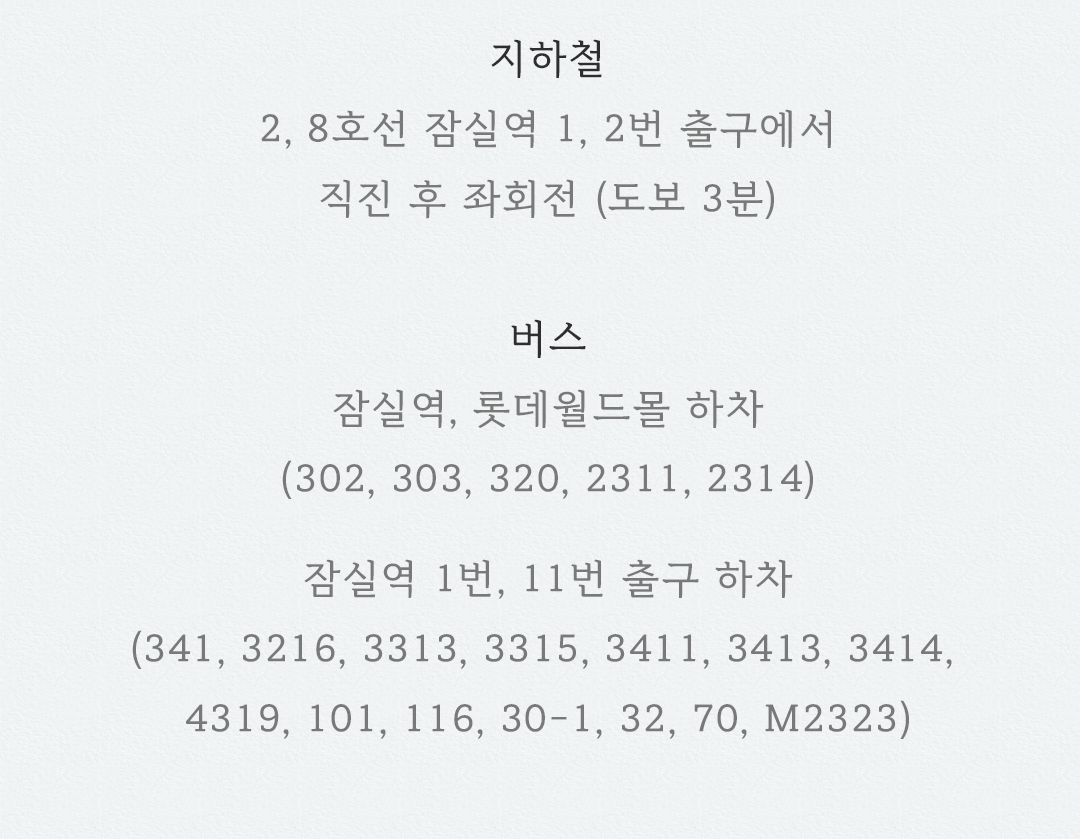 지하철
2, 8호선 잠실역 1, 2번 출구에서
직진 후 좌회전 (도보 3분)
버스
잠실역, 롯데월드몰 하차
(302, 303, 320, 2311, 2314)
잠실역 1번, 11번 출구 하차
(341, 3216, 3313, 3315, 3411, 3413, 3414,
4319, 101, 116, 30-1, 32, 70, M2323)